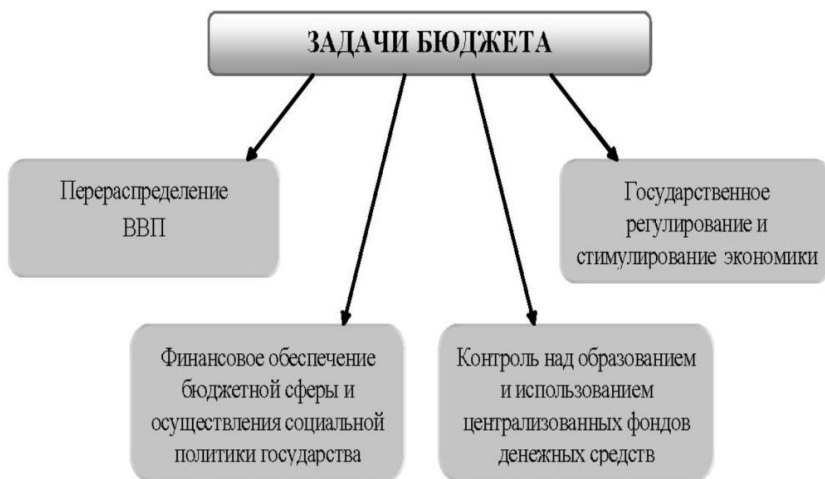 ЗАДАЧИ БЮДЖЕТА
Перераспределение
ВВП
Государственное
регулирование и
стимулирование экономики
Финансовое обеспечение
бюджетной сферы и
осуществления социальной
политики государства
Контроль над образованием
и использованием
централизованных фондов
денежных средств